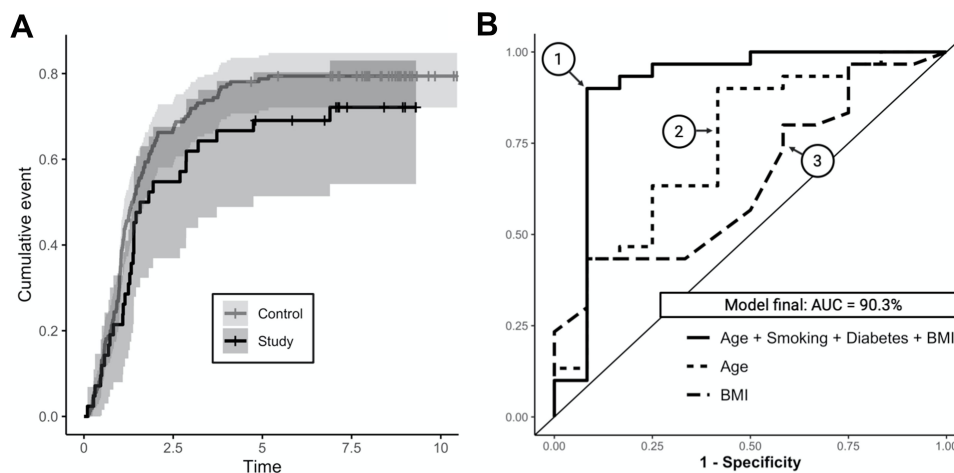 A
Cumulative event
0.8
0.6
0.4
0.2
0.0
0
2.5
5
7.5
10
Time
Control
Study
B
1.00
0.75
0.50
0.25
0.00
0.00
0.25
0.50
0.75
1.00
1 - Specificity
1
2
3
Model final: AUC = 90.3%
Age + Smoking + Diabetes + BMI
Age
BMI